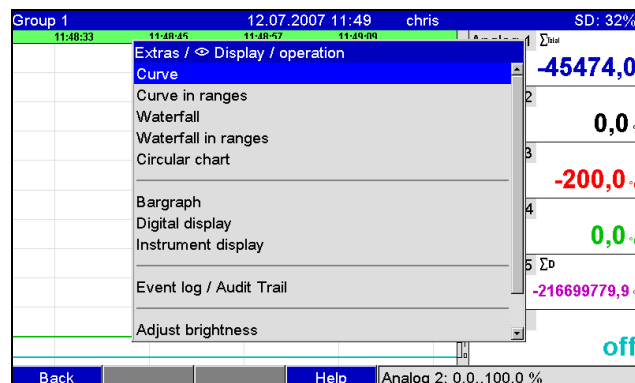 Group 1 12.07.2007 11:49 chris SD: 32%
11:48:33 11:48:45 11:48:57 11:49:09
Analog 1 ΣTotal
Extras / Display / operation
Curve
-45474,0
Curve in ranges
2
Waterfall
0,0
Waterfall in ranges
3
Circular chart
-200,0
Bargraph
4
Digital display
0,0
Instrument display
5 ΣD
Event log / Audit Trail
-216699779,9
Adjust brightness
off
Back Help Analog 2: 0.0..100.0 %